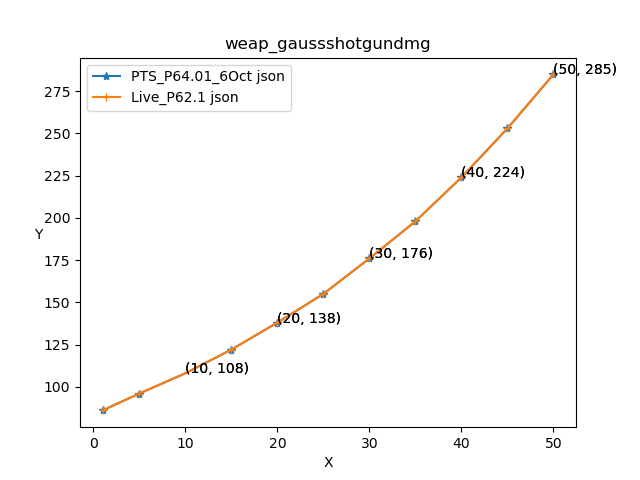 weap_gaussshotgundmg
PTS_P64.01_6Oct json
Live_P62.1 json
(50, 285)
(40, 224)
(30, 176)
(20, 138)
(10, 108)
275
250
225
200
175
150
125
100
Y
0 10 20 30 40 50
X